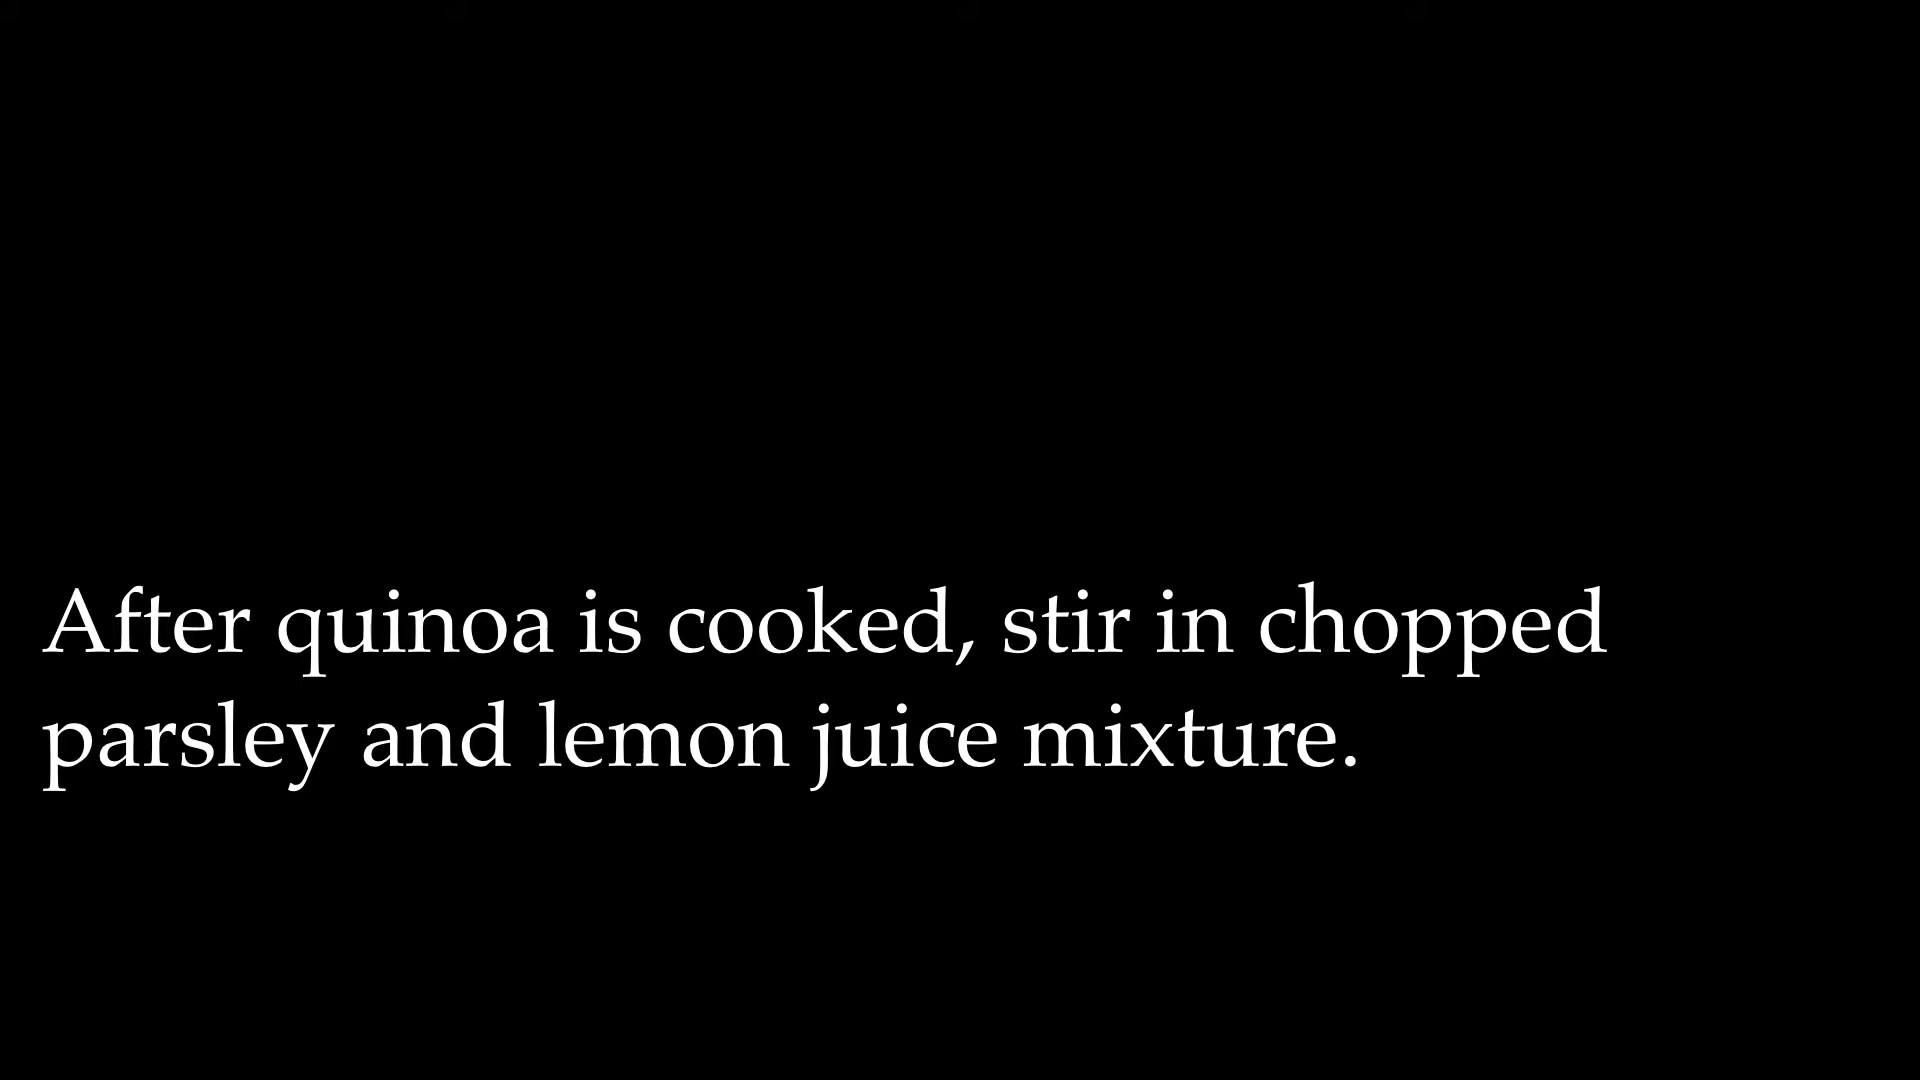 After quinoa is cooked, stir in chopped
parsley and lemon juice mixture.